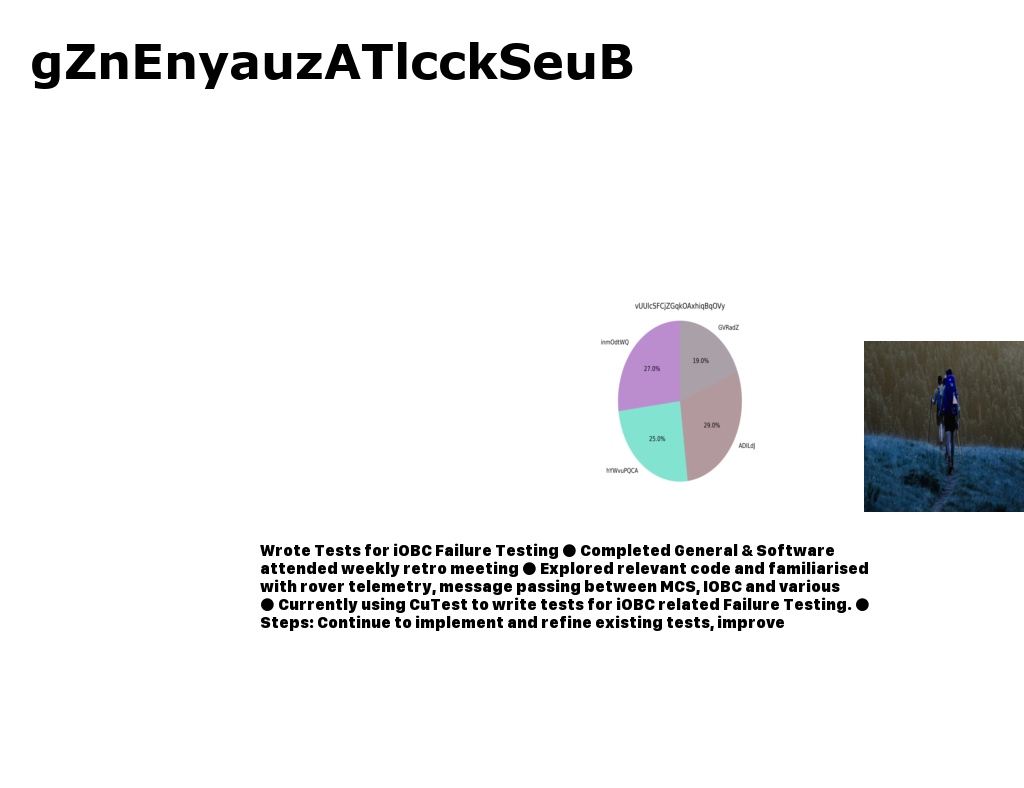 gZnEnyauzATlcckSeuB
vUUlcSFCjZGqkOAxhiqBqOVy
GVRadZ
inmOdtWQ
19.0%
27.0%
29.0%
25.0%
ADILdJ
hYWvuPQCA
Wrote Tests for iOBC Failure Testing ● Completed General & Software
attended weekly retro meeting ● Explored relevant code and familiarised
with rover telemetry, message passing between MCS, IOBC and various
● Currently using CuTest to write tests for iOBC related Failure Testing. ●
Steps: Continue to implement and refine existing tests, improve